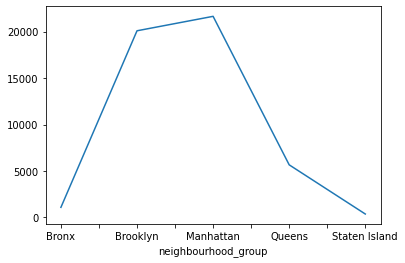 20000
15000
10000
5000
0
Bronx Brooklyn Manhattan Queens Staten Island
neighbourhood_group